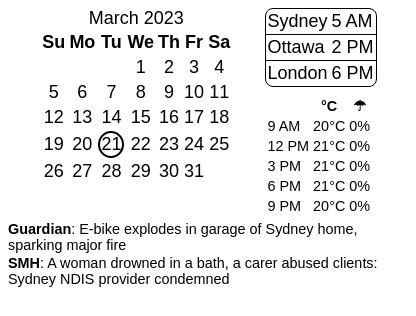 March 2023
Su Mo Tu We Th Fr Sa
1 2 3 4
5 6 7 8 9 10 11
12 13 14 15 16 17 18
19 20 21 22 23 24 25
26 27 28 29 30 31
Sydney 5 AM
Ottawa 2 PM
London 6 PM
°C ☂
9 AM 20°C 0%
12 PM 21°C 0%
3 PM 21°C 0%
6 PM 21°C 0%
9 PM 20°C 0%
Guardian: E-bike explodes in garage of Sydney home,
sparking major fire
SMH: A woman drowned in a bath, a carer abused clients:
Sydney NDIS provider condemned